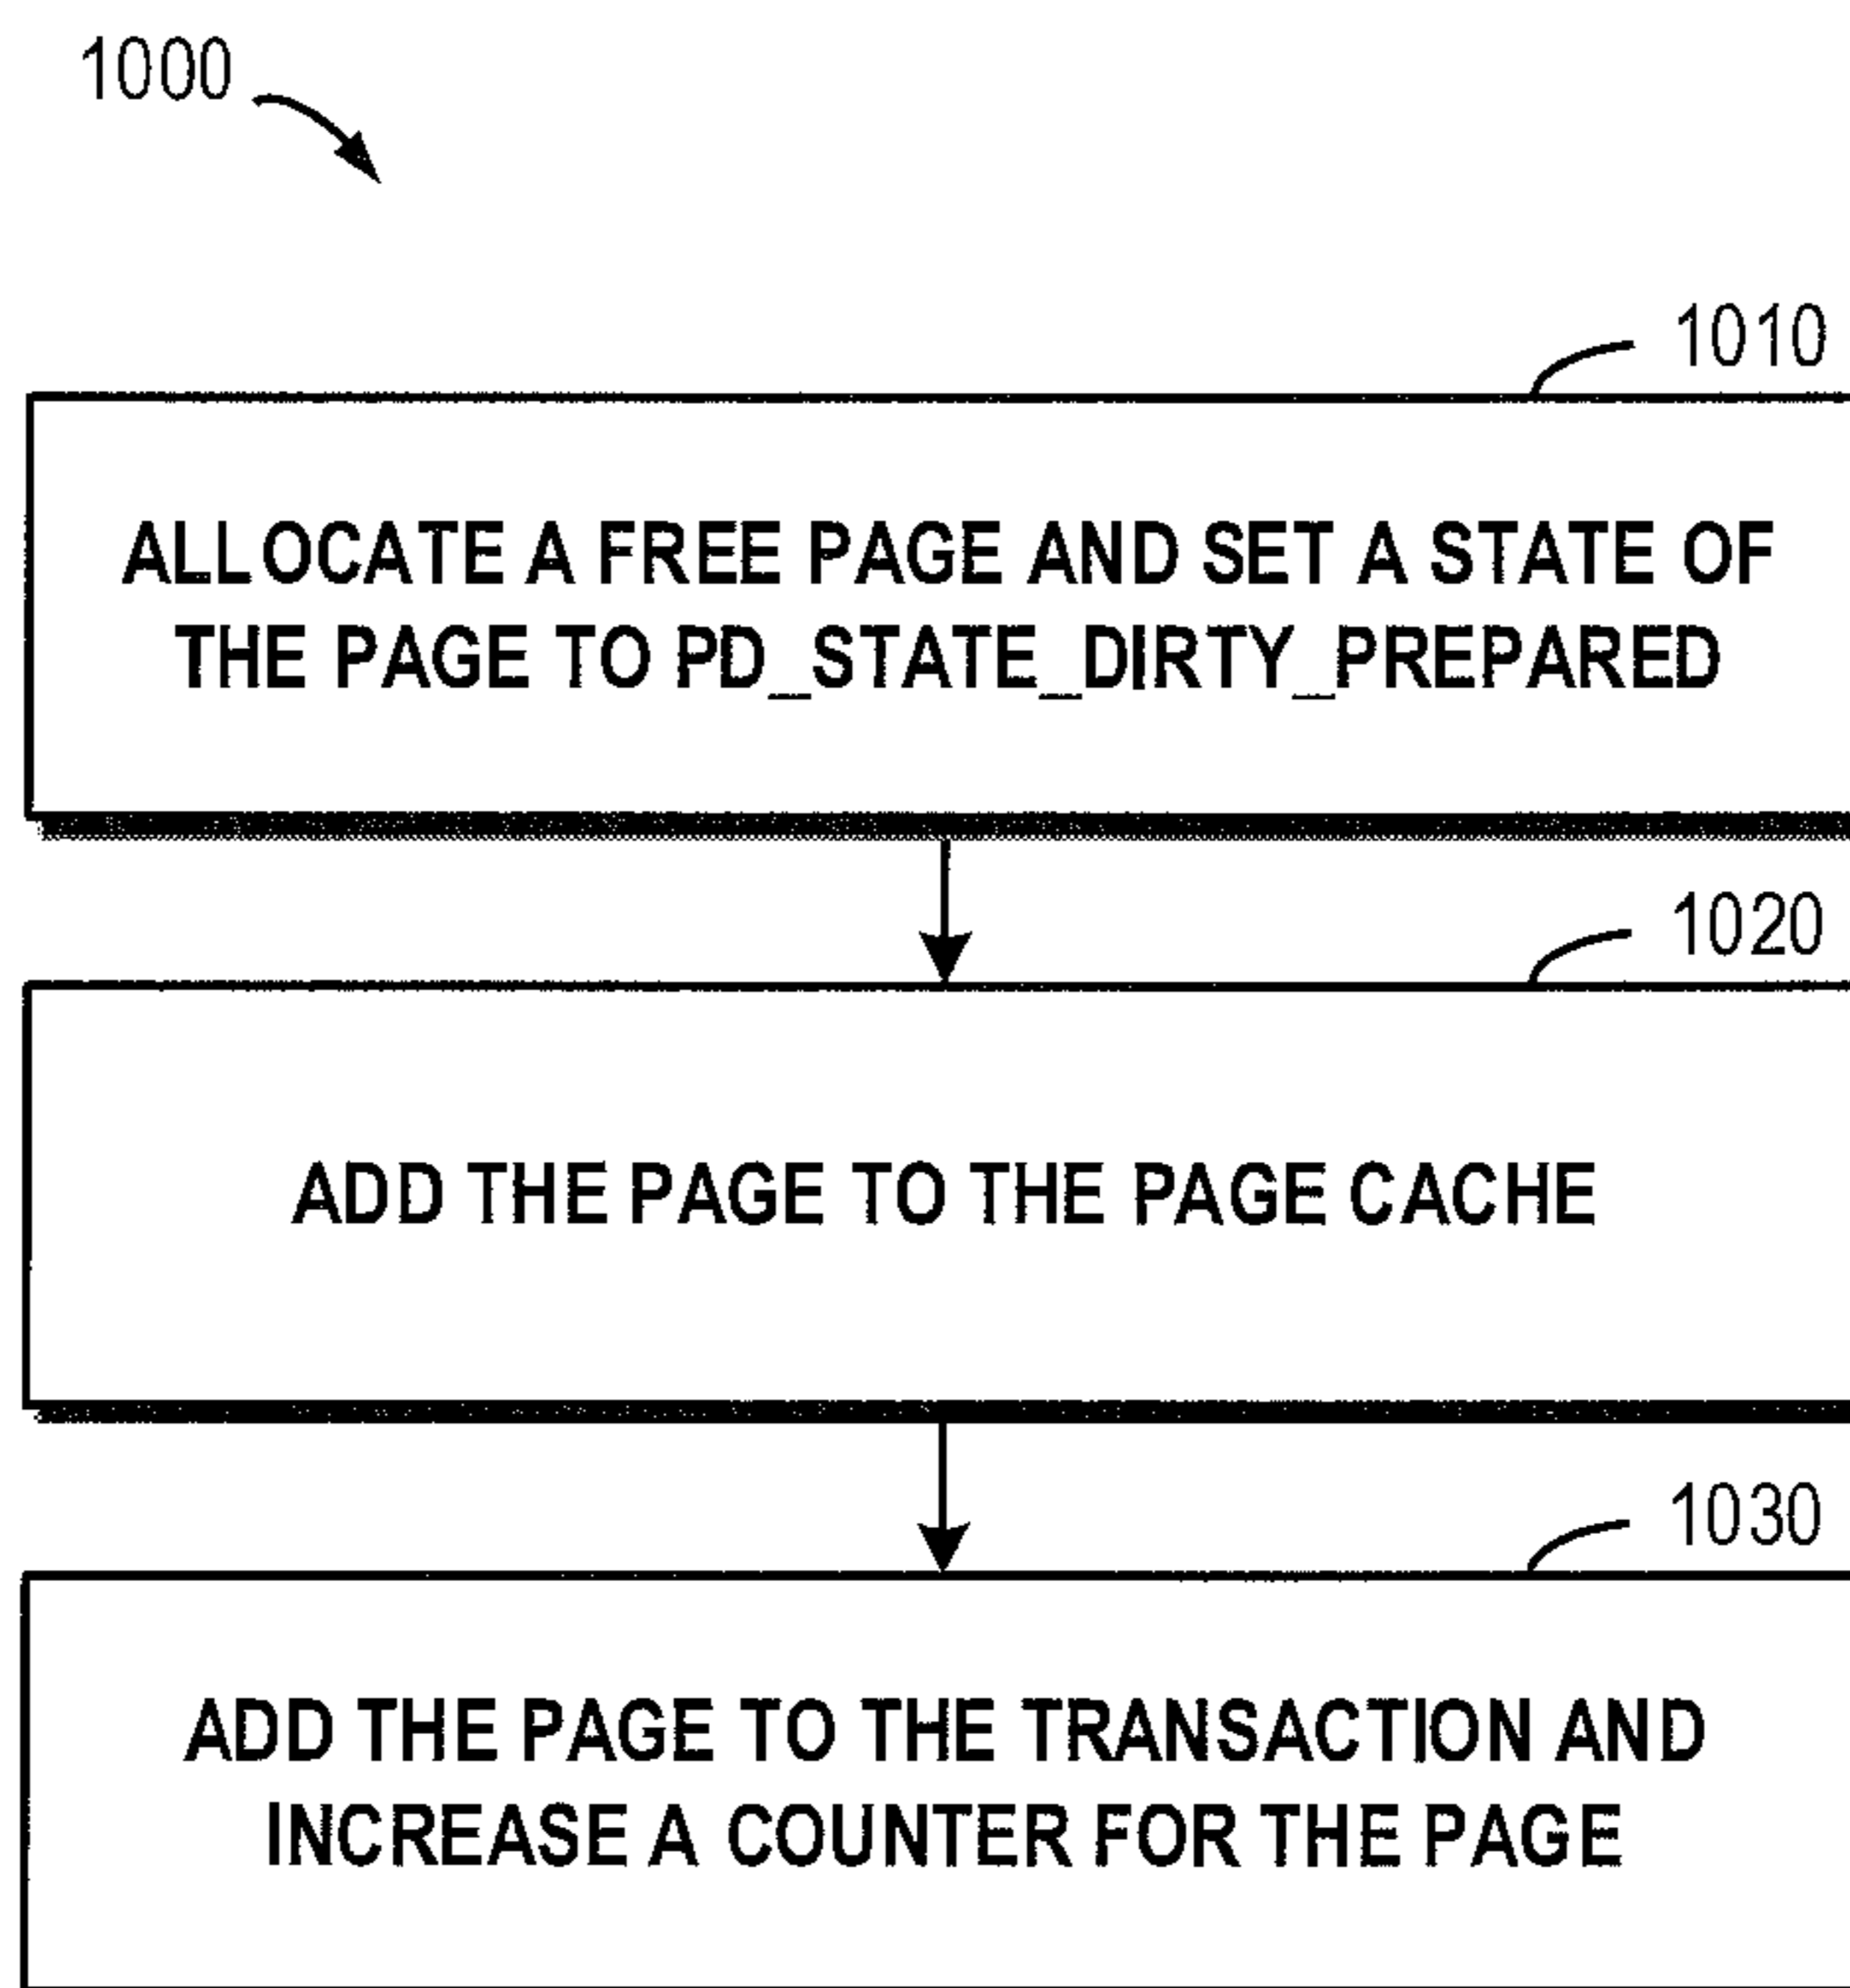 1000
1010
ALLOCATE A FREE PAGE AND SET A STATE OF
THE PAGE TO PD_STATE_DIRTY_PREPARED
1020
ADD THE PAGE TO THE PAGE CACHE
1030
ADD THE PAGE TO THE TRANSACTION AND
INCREASE A COUNTER FOR THE PAGE